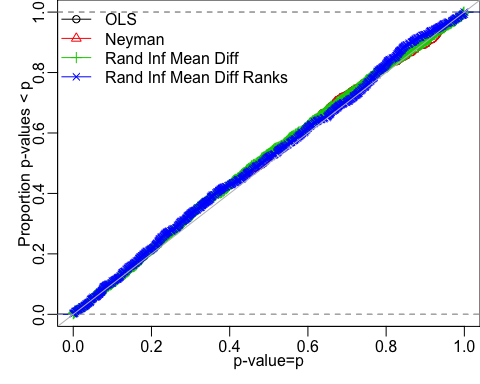 OLS
Neyman
Rand Inf Mean Diff
Rand Inf Mean Diff Ranks
Proportion p-values < p
1.0
0.8
0.6
0.4
0.2
0.0
0.0 0.2 0.4 0.6 0.8 1.0
p-value=p